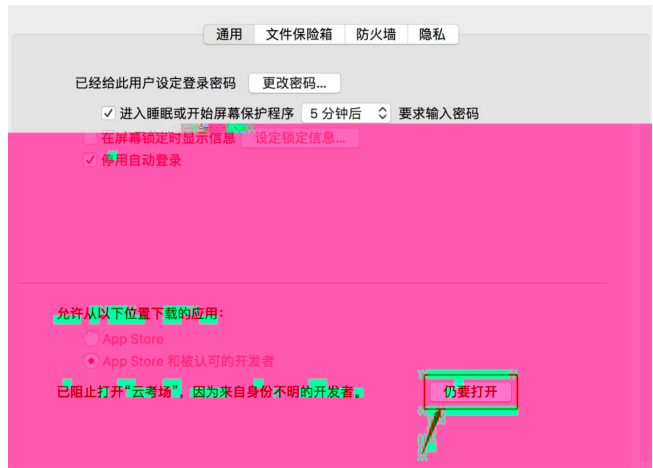 通用 文件保险箱 防火墙 隐私
已经给此用户设定登录密码 更改密码...
进入睡眠或开始屏幕保护程序 5 分钟后 要求输入密码
在屏幕锁定时显示信息 设定锁定信息...
停用自动登录
允许从以下位置下载的应用：
App Store
App Store 和被认可的开发者
已阻止打开“云考场”，因为来自身份不明的开发者。 仍要打开